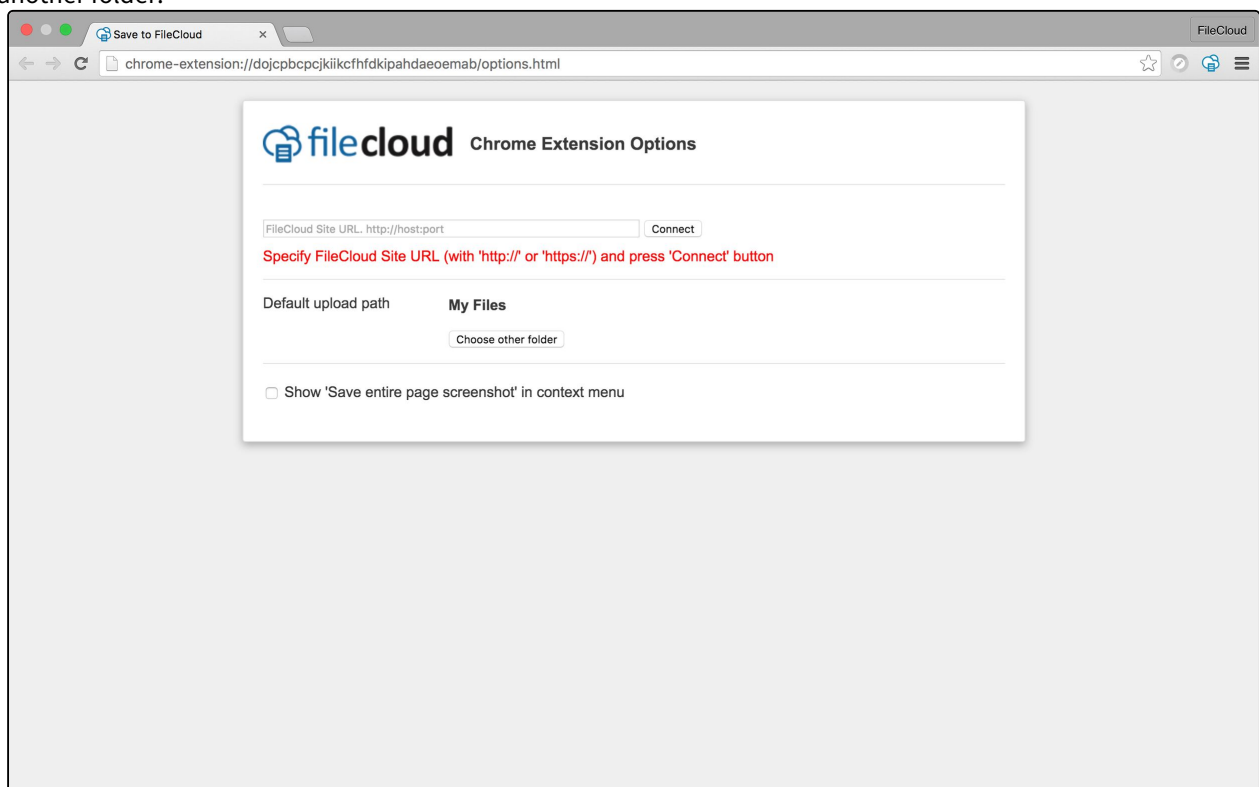 another folder.
Save to FileCloud
FileCloud
chrome-extension://dojcpbcpcjkiikcfhfdkipahdaeoemab/options.html
filecloud Chrome Extension Options
FileCloud Site URL. http://host:port Connect
Specify FileCloud Site URL (with 'http://' or 'https://') and press 'Connect' button
Default upload path My Files
Choose other folder
Show 'Save entire page screenshot' in context menu